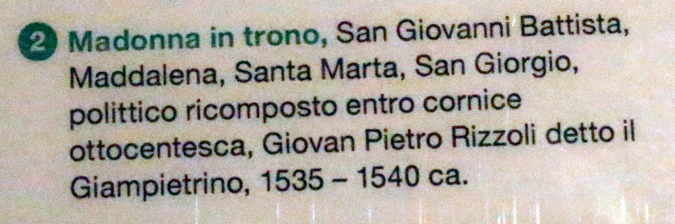 2 Madonna in trono, San Giovanni Battista,
Maddalena, Santa Marta, San Giorgio,
polittico ricomposto entro cornice
ottocentesca, Giovan Pietro Rizzoli detto il
Giampietrino, 1535 – 1540 ca.